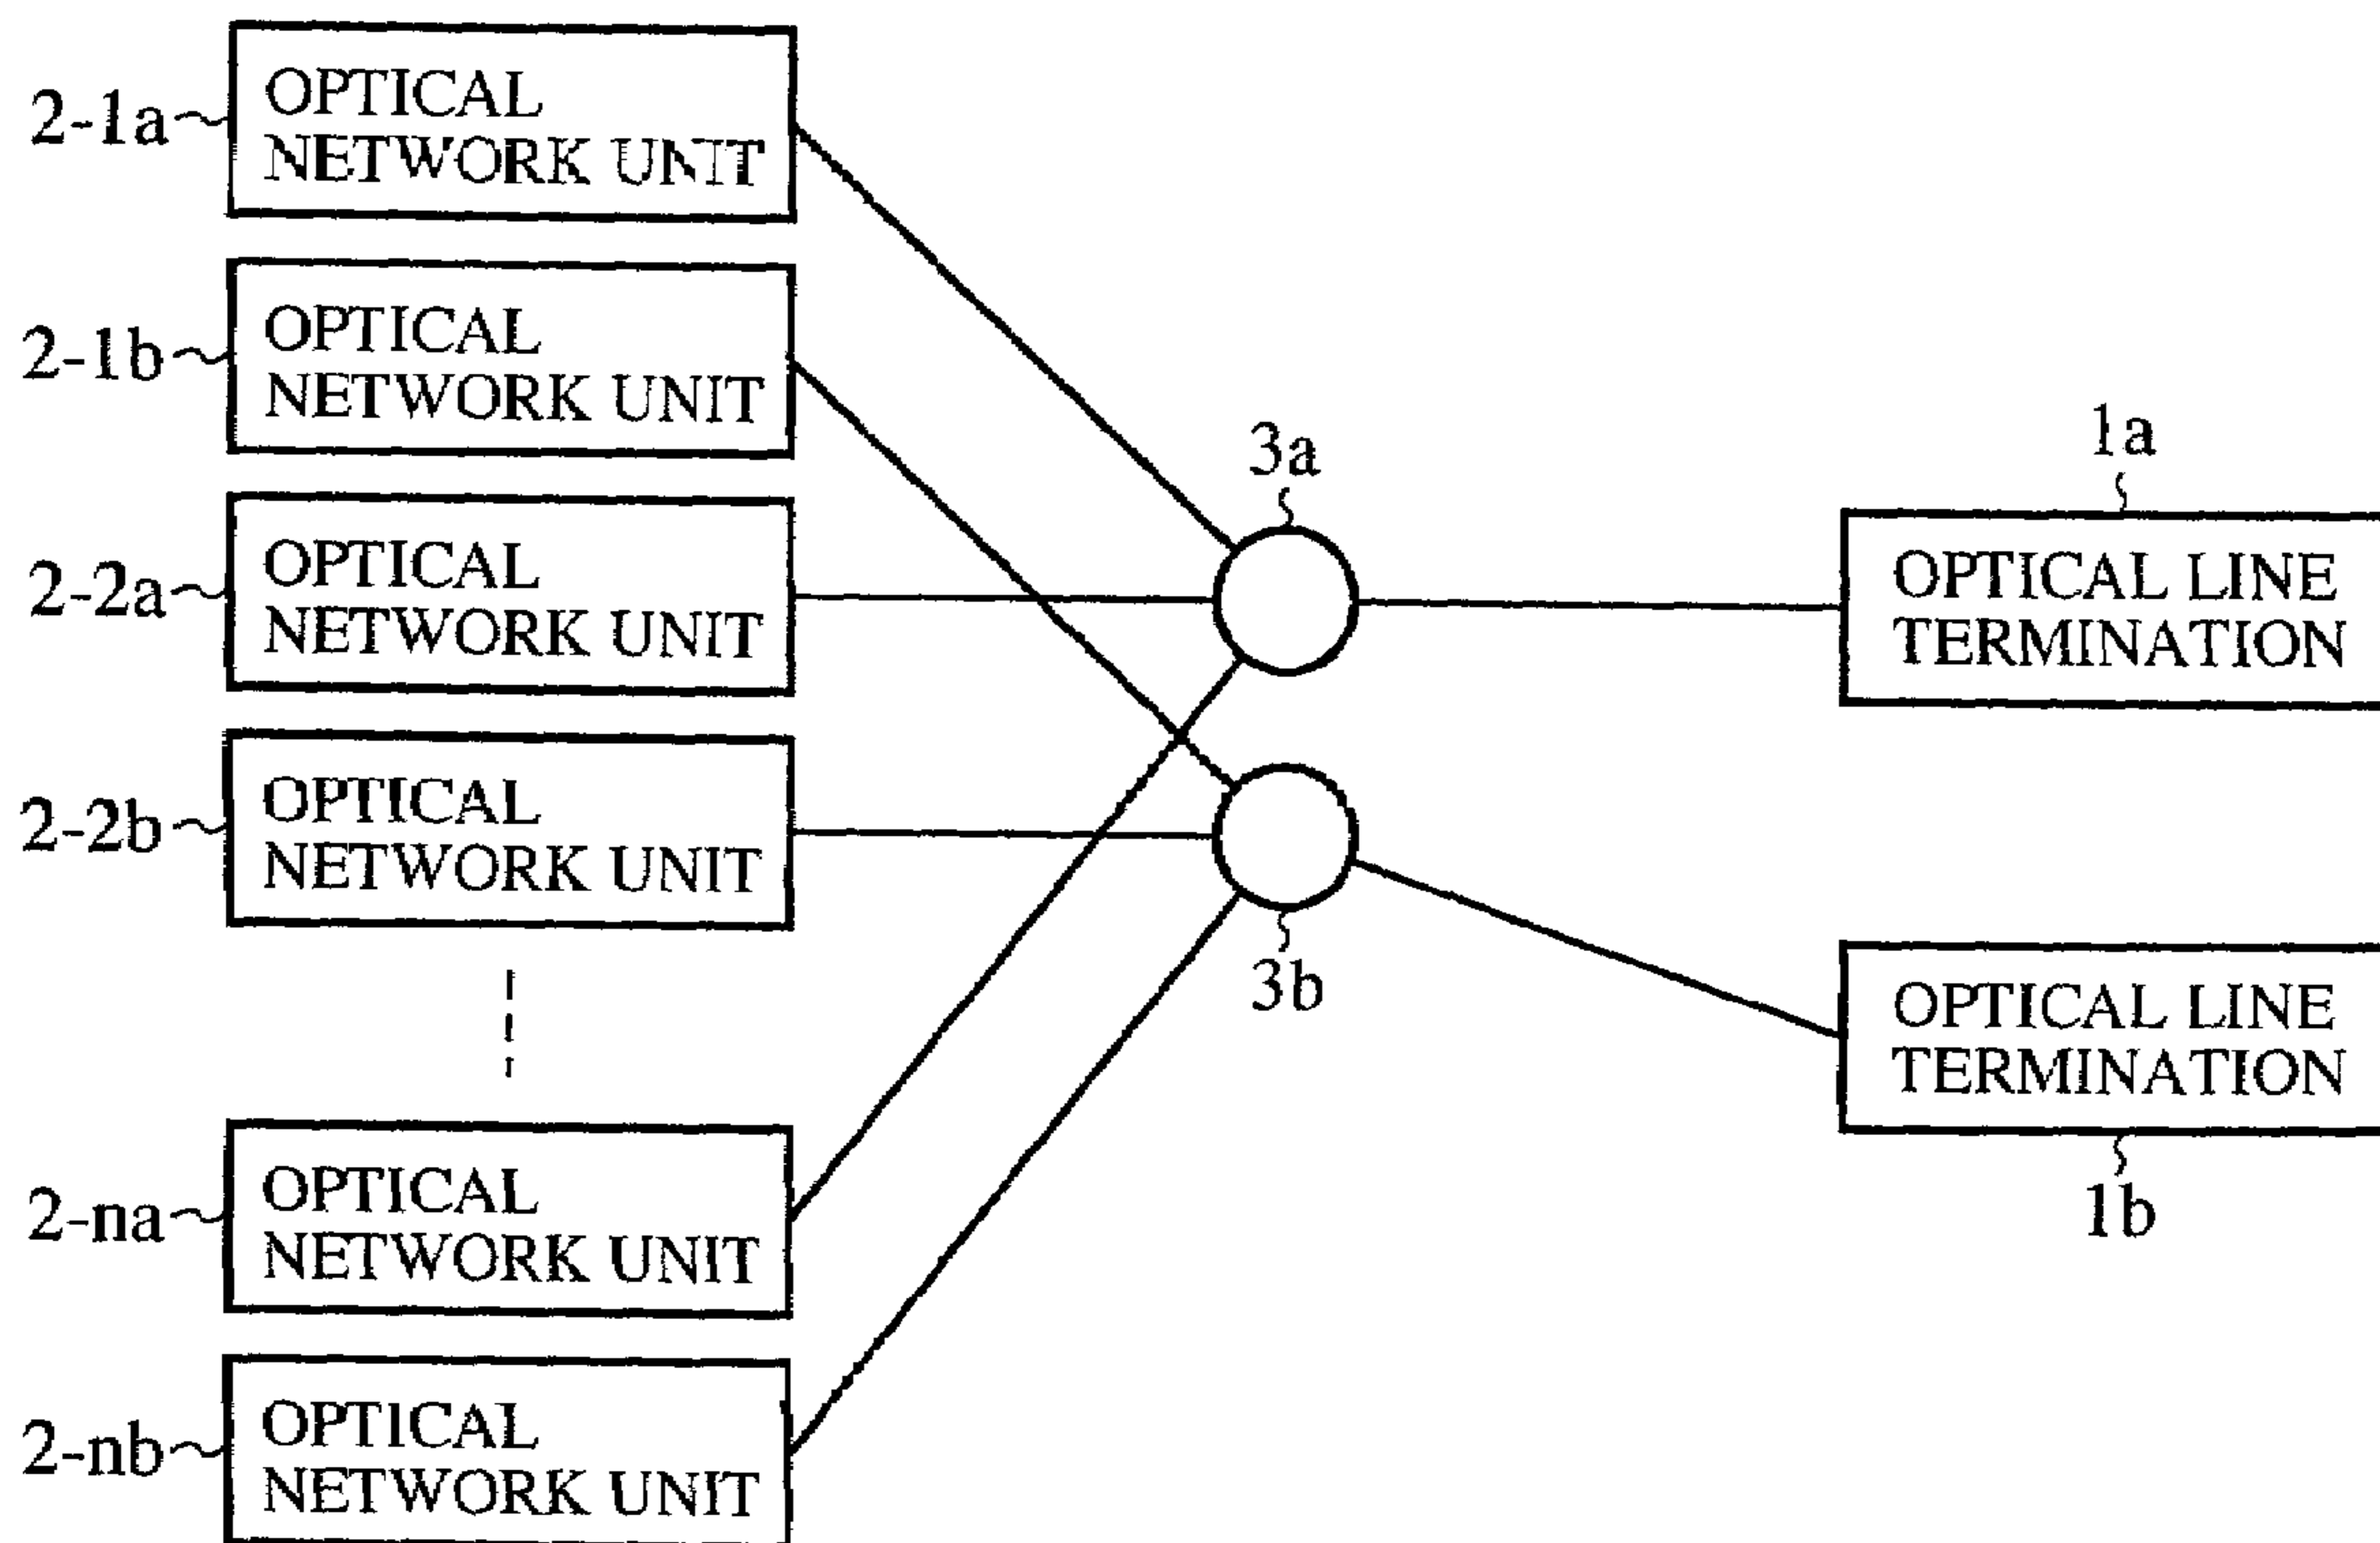 2-1a
OPTICAL
NETWORK UNIT
2-1b
OPTICAL
NETWORK UNIT
2-2a
OPTICAL
NETWORK UNIT
2-2b
OPTICAL
NETWORK UNIT
2-na
OPTICAL
NETWORK UNIT
2-nb
OPTICAL
NETWORK UNIT
3a
3b
1a
OPTICAL LINE
TERMINATION
OPTICAL LINE
TERMINATION
1b